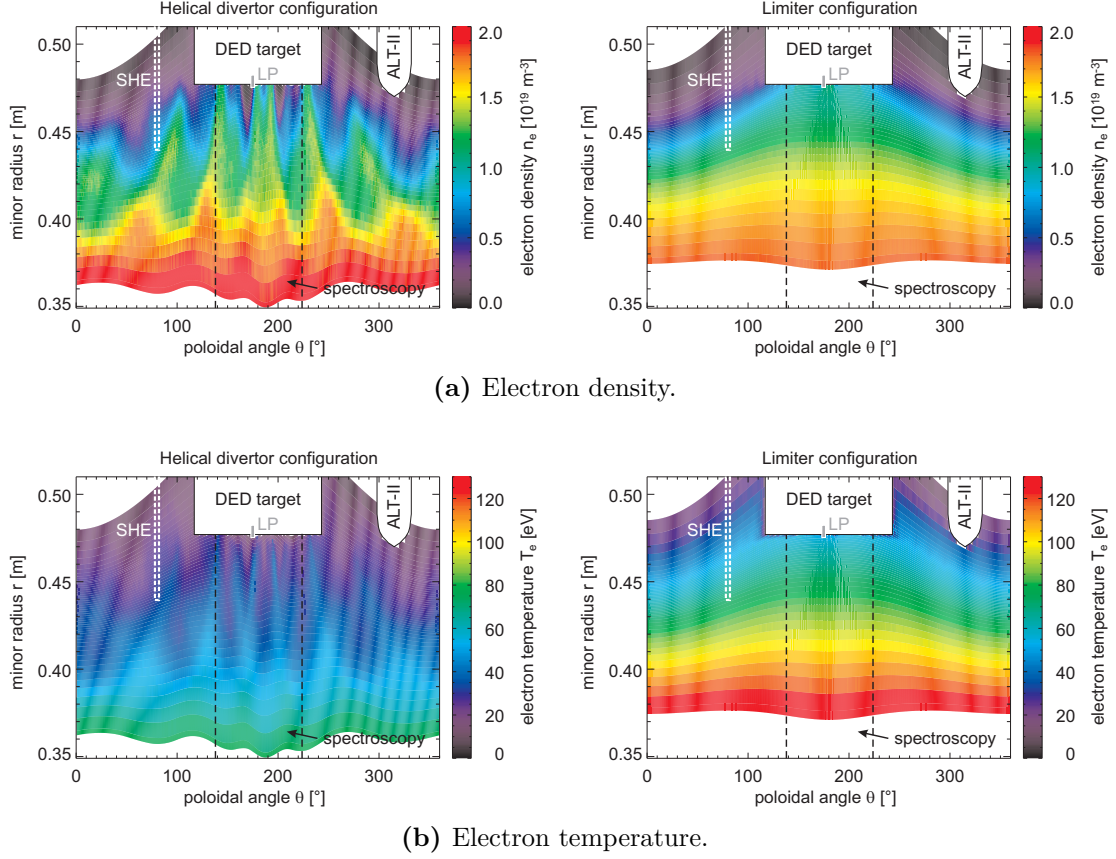 Helical divertor configuration
Limiter configuration
0.50
0.45
0.40
0.35
minor radius r [m]
0
100
200
300
poloidal angle θ [°]
SHE
DED target
LP
ALT-II
spectroscopy
2.0
1.5
1.0
0.5
0.0
electron density nₑ [10¹⁹ m⁻³]
0.50
0.45
0.40
0.35
minor radius r [m]
0
100
200
300
poloidal angle θ [°]
SHE
DED target
LP
ALT-II
spectroscopy
2.0
1.5
1.0
0.5
0.0
electron density nₑ [10¹⁹ m⁻³]
(a) Electron density.
Helical divertor configuration
Limiter configuration
0.50
0.45
0.40
0.35
minor radius r [m]
0
100
200
300
poloidal angle θ [°]
SHE
DED target
LP
ALT-II
spectroscopy
120
100
80
60
40
20
0
electron temperature Tₑ [eV]
0.50
0.45
0.40
0.35
minor radius r [m]
0
100
200
300
poloidal angle θ [°]
SHE
DED target
LP
ALT-II
spectroscopy
120
100
80
60
40
20
0
electron temperature Tₑ [eV]
(b) Electron temperature.